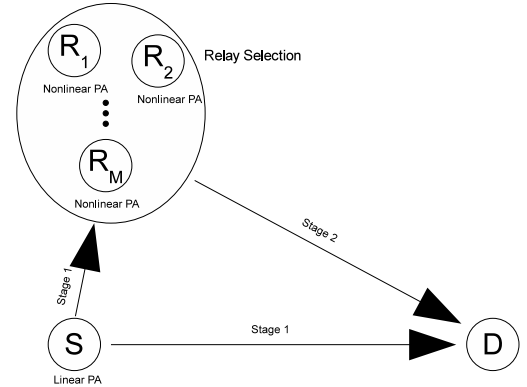 R1
R2
Relay Selection
Nonlinear PA
Nonlinear PA
RM
Nonlinear PA
Stage 2
Stage 1
Stage 1
S
D
Linear PA